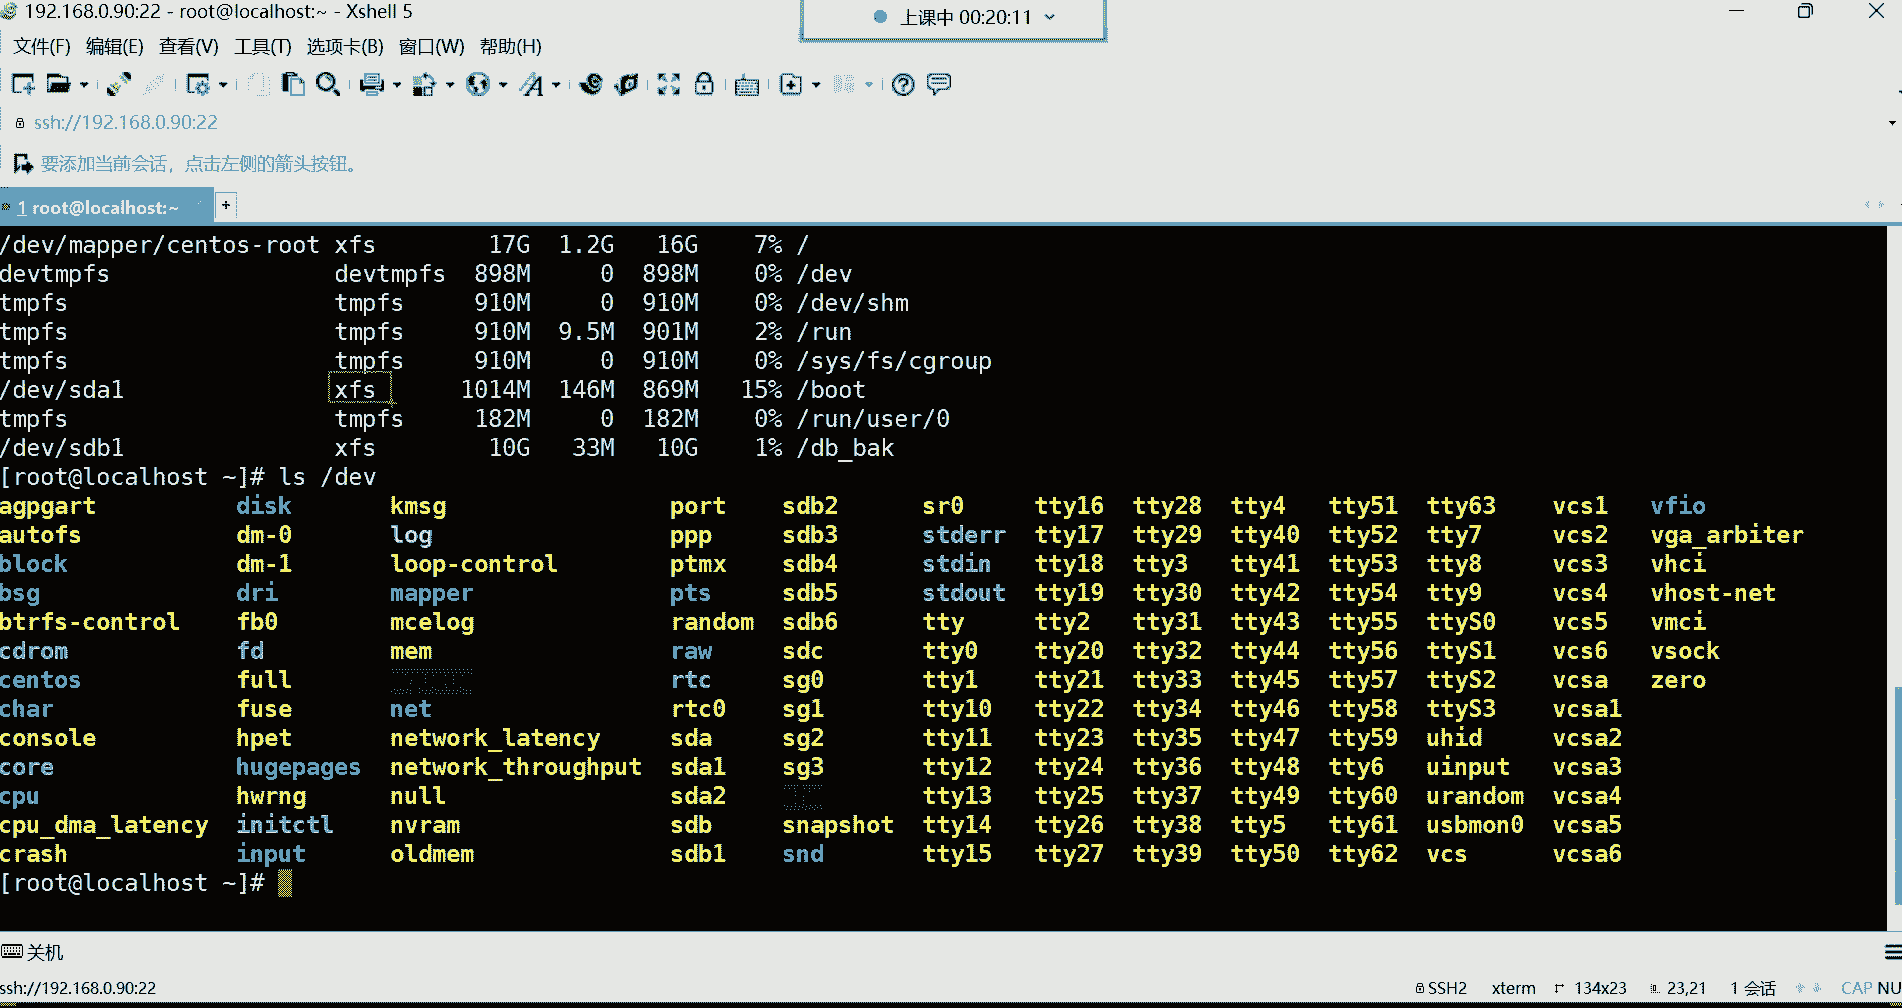 192.168.0.90:22 - root@localhost:~ - Xshell 5
上课中 00:20:11
文件(F) 编辑(E) 查看(V) 工具(T) 选项卡(B) 窗口(W) 帮助(H)
ssh://192.168.0.90:22
要添加当前会话，点击左侧的箭头按钮。
1 root@localhost:~ +
/dev/mapper/centos-root xfs 17G 1.2G 16G 7% /
devtmpfs devtmpfs 898M 0 898M 0% /dev
tmpfs tmpfs 910M 0 910M 0% /dev/shm
tmpfs tmpfs 910M 9.5M 901M 2% /run
tmpfs tmpfs 910M 0 910M 0% /sys/fs/cgroup
/dev/sda1 xfs 1014M 146M 869M 15% /boot
tmpfs tmpfs 182M 0 182M 0% /run/user/0
/dev/sdb1 xfs 10G 33M 10G 1% /db_bak
[root@localhost ~]# ls /dev
agpgart disk kmsg port sdb2 sr0 tty16 tty28 tty4 tty51 tty63 vcs1 vfio
autofs dm-0 log ppp sdb3 stderr tty17 tty29 tty40 tty52 tty7 vcs2 vga_arbiter
block dm-1 loop-control ptmx sdb4 stdin tty18 tty3 tty41 tty53 tty8 vcs3 vhci
bsg dri mapper pts sdb5 stdout tty19 tty30 tty42 tty54 tty9 vcs4 vhost-net
btrfs-control fb0 mcelog random sdb6 tty tty2 tty31 tty43 tty55 ttyS0 vcs5 vmci
cdrom fd mem raw sdc tty0 tty20 tty32 tty44 tty56 ttyS1 vcs6 vsock
centos full rtc sg0 tty1 tty21 tty33 tty45 tty57 ttyS2 vcsa zero
char fuse net rtc0 sg1 tty10 tty22 tty34 tty46 tty58 ttyS3 vcsa1
console hpet network_latency sda sg2 tty11 tty23 tty35 tty47 tty59 uhid vcsa2
core hugepages network_throughput sda1 sg3 tty12 tty24 tty36 tty48 tty6 uinput vcsa3
cpu hwrng null sda2 tty13 tty25 tty37 tty49 tty60 urandom vcsa4
cpu_dma_latency initctl nvram sdb snapshot tty14 tty26 tty38 tty5 tty61 usbmon0 vcsa5
crash input oldmem sdb1 snd tty15 tty27 tty39 tty50 tty62 vcs vcsa6
[root@localhost ~]#
关机
ssh://192.168.0.90:22 SSH2 xterm 134x23 23,21 1 会话 CAP NU